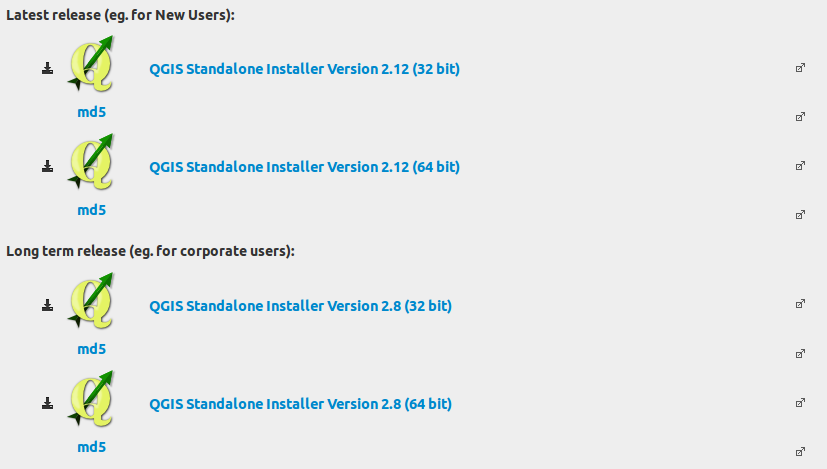 Latest release (eg. for New Users):
QGIS Standalone Installer Version 2.12 (32 bit)
md5
QGIS Standalone Installer Version 2.12 (64 bit)
md5
Long term release (eg. for corporate users):
QGIS Standalone Installer Version 2.8 (32 bit)
md5
QGIS Standalone Installer Version 2.8 (64 bit)
md5